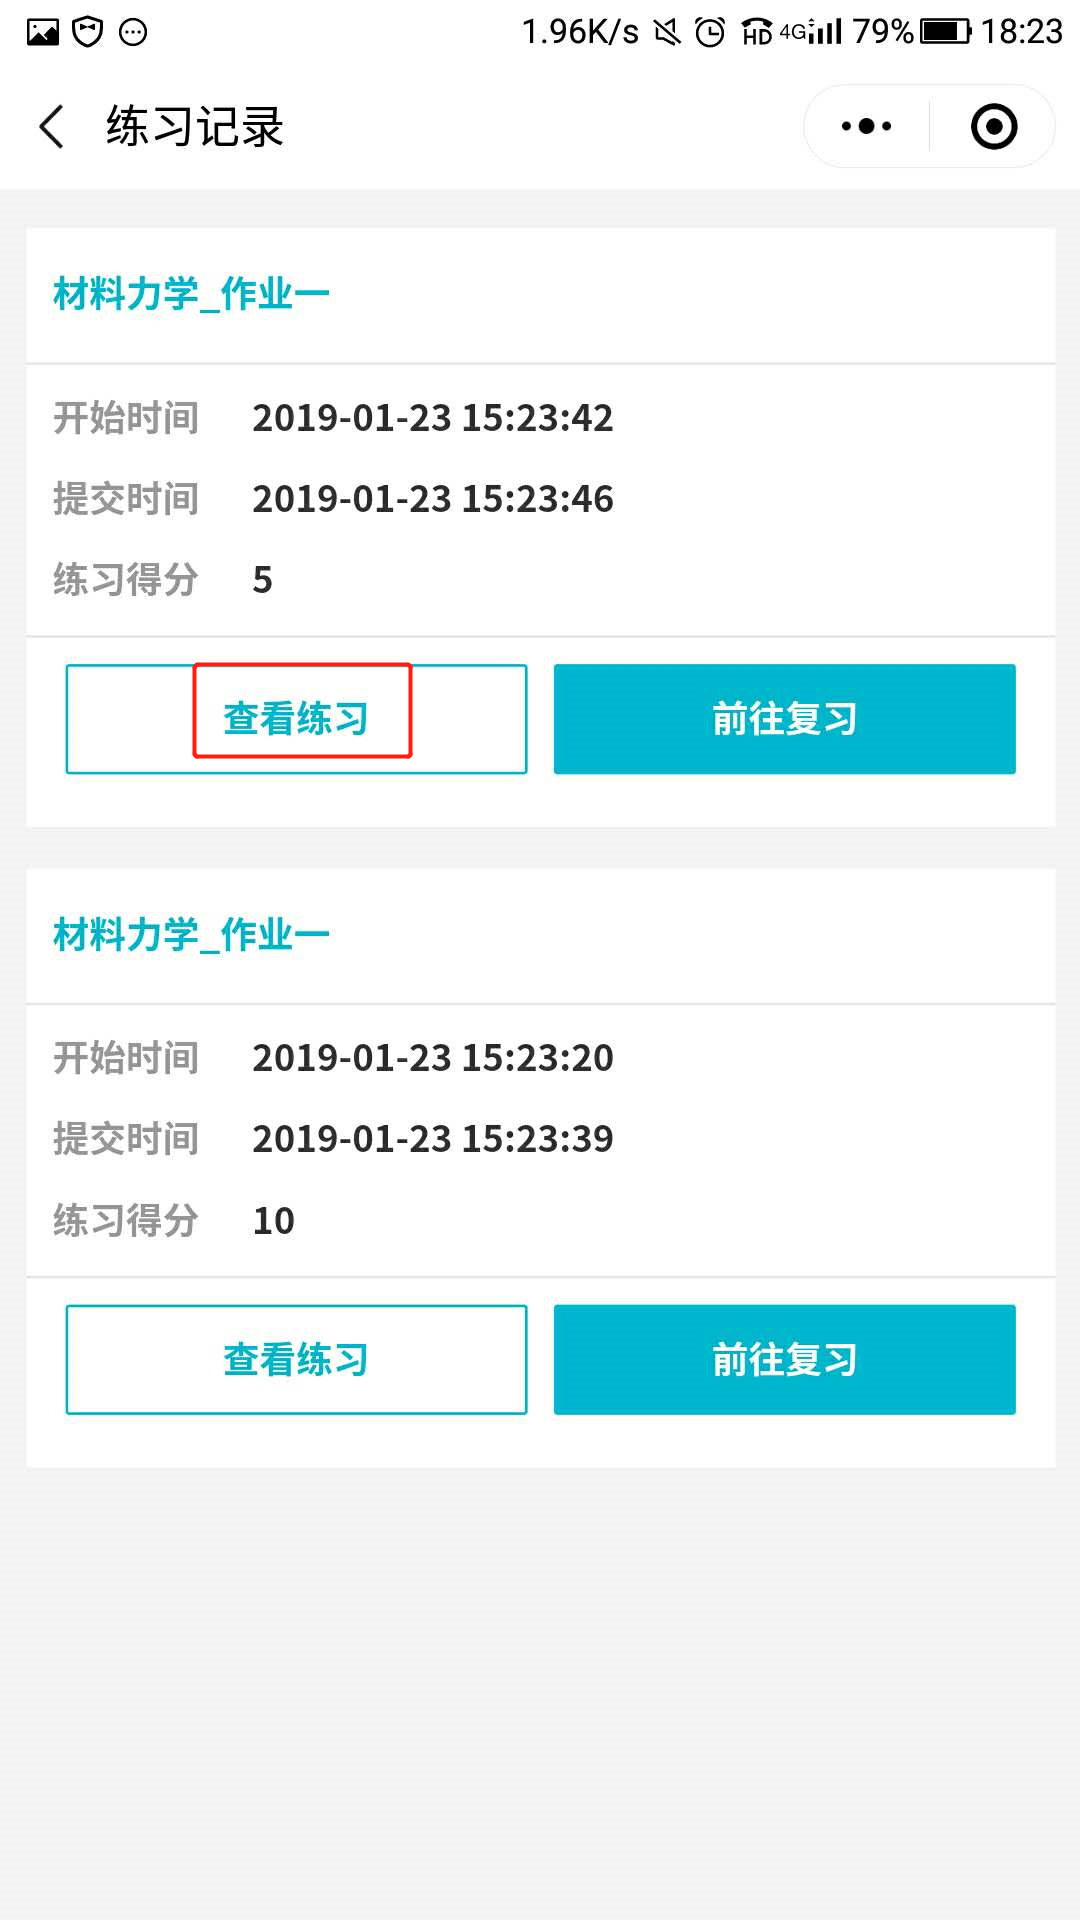 1.96K/s HD 4G 79% 18:23
练习记录
材料力学_作业一
开始时间 2019-01-23 15:23:42
提交时间 2019-01-23 15:23:46
练习得分 5
查看练习 前往复习
材料力学_作业一
开始时间 2019-01-23 15:23:20
提交时间 2019-01-23 15:23:39
练习得分 10
查看练习 前往复习